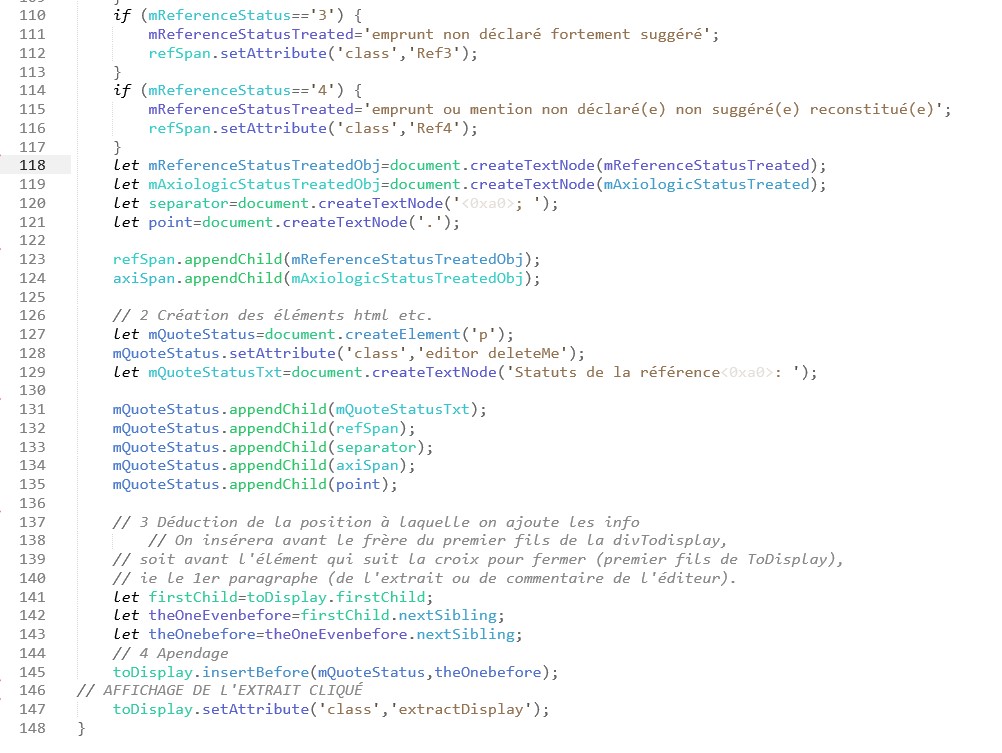 110 if (mReferenceStatus=='3') {
111 mReferenceStatusTreated='emprunt non déclaré fortement suggéré';
112 refSpan.setAttribute('class','Ref3');
113 }
114 if (mReferenceStatus=='4') {
115 mReferenceStatusTreated='emprunt ou mention non déclaré(e) non suggéré(e) reconstitué(e)';
116 refSpan.setAttribute('class','Ref4');
117 }
118 let mReferenceStatusTreatedObj=document.createTextNode(mReferenceStatusTreated);
119 let mAxiologicStatusTreatedObj=document.createTextNode(mAxiologicStatusTreated);
120 let separator=document.createTextNode('<0xa0>; ');
121 let point=document.createTextNode('.');
122
123 refSpan.appendChild(mReferenceStatusTreatedObj);
124 axiSpan.appendChild(mAxiologicStatusTreatedObj);
125
126 // 2 Création des éléments html etc.
127 let mQuoteStatus=document.createElement('p');
128 mQuoteStatus.setAttribute('class','editor deleteMe');
129 let mQuoteStatusTxt=document.createTextNode('Statuts de la référence<0xa0>: ');
130
131 mQuoteStatus.appendChild(mQuoteStatusTxt);
132 mQuoteStatus.appendChild(refSpan);
133 mQuoteStatus.appendChild(separator);
134 mQuoteStatus.appendChild(axiSpan);
135 mQuoteStatus.appendChild(point);
136
137 // 3 Déduction de la position à laquelle on ajoute les info
138 // On insérera avant le frère du premier fils de la divTodisplay,
139 // soit avant l'élément qui suit la croix pour fermer (premier fils de ToDisplay),
140 // ie le 1er paragraphe (de l'extrait ou de commentaire de l'éditeur).
141 let firstChild=toDisplay.firstChild;
142 let theOneEvenbefore=firstChild.nextSibling;
143 let theOnebefore=theOneEvenbefore.nextSibling;
144 // 4 Apendage
145 toDisplay.insertBefore(mQuoteStatus,theOnebefore);
146 // AFFICHAGE DE L'EXTRAIT CLIQUÉ
147 toDisplay.setAttribute('class','extractDisplay');
148 }